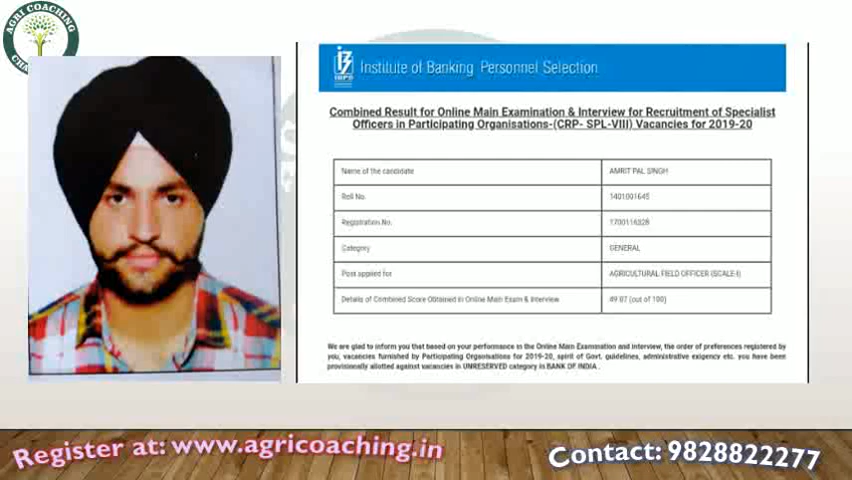 AGRI COACHING
Institute of Banking Personnel Selection
IBPS
Combined Result for Online Main Examination & Interview for Recruitment of Specialist
Officers in Participating Organisations-(CRP- SPL-VIII) Vacancies for 2019-20
Name of the candidate AMRIT PAL SINGH
Roll No. 1401001645
Registration No.
Category GENERAL
Post applied for AGRICULTURAL FIELD OFFICER (SCALE-I)
Details of Combined Score Obtained in Online Main Exam & Interview 49.07 (out of 100)
We are glad to inform you that based on your performance in the Online Main Examination and Interview, the order of preferences registered by
you, vacancies furnished by Participating Organisations for 2019-20, spirit of Govt. guidelines, administrative exigency etc. you have been
provisionally allotted against vacancies in UNRESERVED category in BANK OF INDIA .
Register at: www.agricoaching.in
Contact: 9828822277